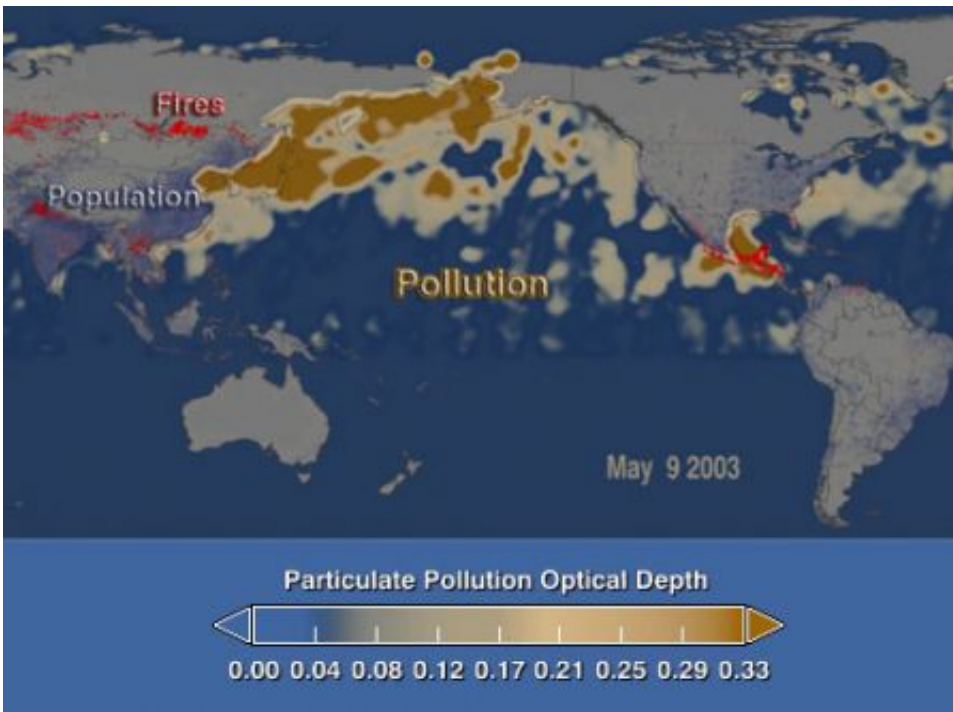 Fires
Population
Pollution
May 9 2003
Particulate Pollution Optical Depth
0.00 0.04 0.08 0.12 0.17 0.21 0.25 0.29 0.33